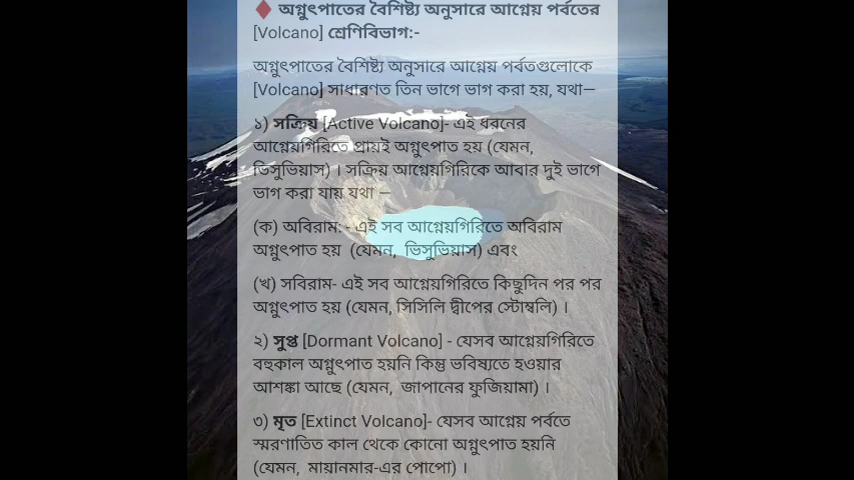 ♦ অগ্নুৎপাতের বৈশিষ্ট্য অনুসারে আগ্নেয় পর্বতের
[Volcano] শ্রেণিবিভাগ:-
অগ্নুৎপাতের বৈশিষ্ট্য অনুসারে আগ্নেয় পর্বতগুলোকে
[Volcano] সাধারণত তিন ভাগে ভাগ করা হয়, যথা—
১) সক্রিয় [Active Volcano]- এই ধরনের
আগ্নেয়গিরিতে প্রায়ই অগ্নুৎপাত হয় (যেমন,
ভিসুভিয়াস) । সক্রিয় আগ্নেয়গিরিকে আবার দুই ভাগে
ভাগ করা যায় যথা —
(ক) অবিরাম: - এই সব আগ্নেয়গিরিতে অবিরাম
অগ্নুৎপাত হয় (যেমন, ভিসুভিয়াস) এবং
(খ) সবিরাম- এই সব আগ্নেয়গিরিতে কিছুদিন পর পর
অগ্নুৎপাত হয় (যেমন, সিসিলি দ্বীপের স্টোম্বলি) ।
২) সুপ্ত [Dormant Volcano] - যেসব আগ্নেয়গিরিতে
বহুকাল অগ্নুৎপাত হয়নি কিন্তু ভবিষ্যতে হওয়ার
আশঙ্কা আছে (যেমন, জাপানের ফুজিয়ামা) ।
৩) মৃত [Extinct Volcano]- যেসব আগ্নেয় পর্বতে
স্মরণাতিত কাল থেকে কোনো অগ্নুৎপাত হয়নি
(যেমন, মায়ানমার-এর পোপো) ।